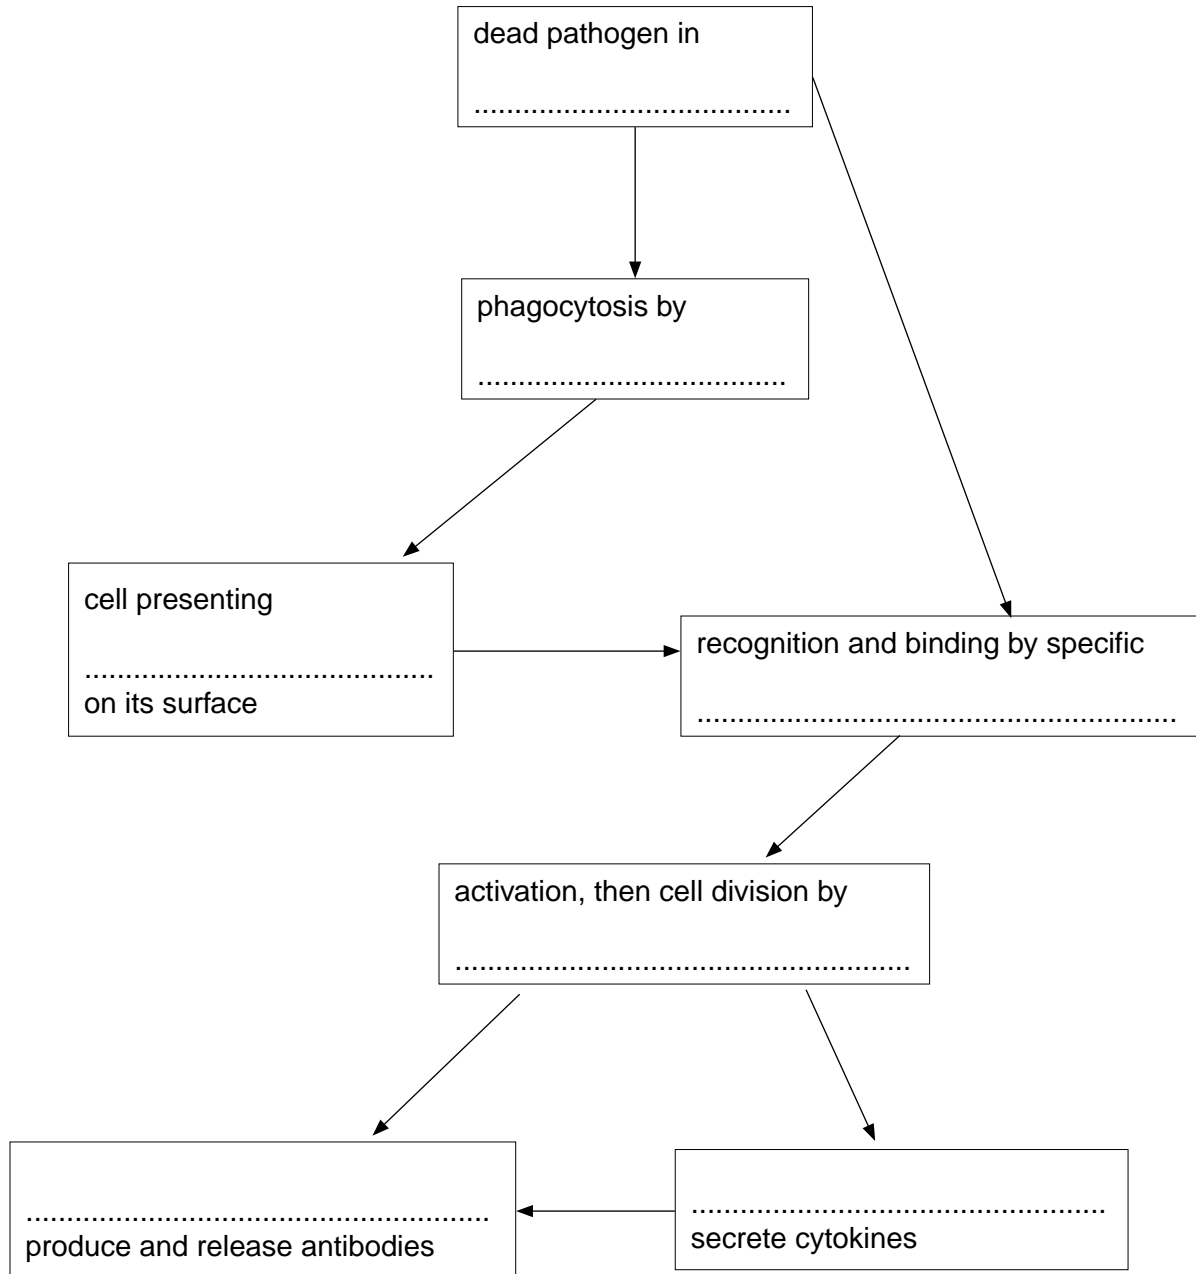 dead pathogen in
.......................................
phagocytosis by
......................................
cell presenting
...........................................
on its surface
recognition and binding by specific
...........................................................
activation, then cell division by
........................................................
.........................................................
produce and release antibodies
...................................................
secrete cytokines